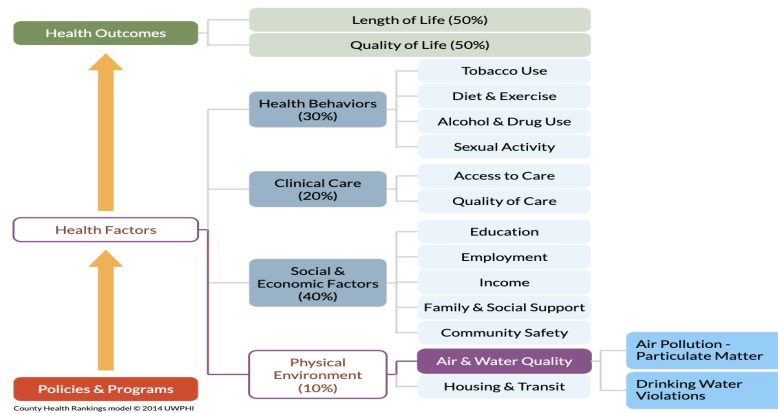 Health Outcomes
Length of Life (50%)
Quality of Life (50%)
Health Factors
Health Behaviors
(30%)
Tobacco Use
Diet & Exercise
Alcohol & Drug Use
Sexual Activity
Clinical Care
(20%)
Access to Care
Quality of Care
Social &
Economic Factors
(40%)
Education
Employment
Income
Family & Social Support
Community Safety
Physical
Environment
(10%)
Air & Water Quality
Housing & Transit
Air Pollution -
Particulate Matter
Drinking Water
Violations
Policies & Programs
County Health Rankings model © 2014 UWPHI